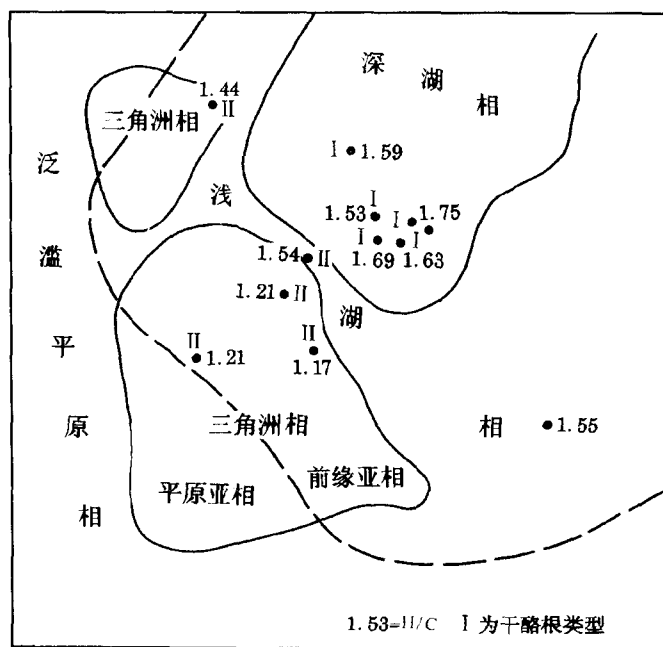 深湖相
1.44
II
三角洲相
I 1.59
泛滥平原相
浅湖相
I
1.53
I 1.75
I I
1.69 1.63
1.54 II
1.21 II
II
1.21
II
1.17
三角洲相
1.55
平原亚相
前缘亚相
1.53=H/C I 为干酪根类型